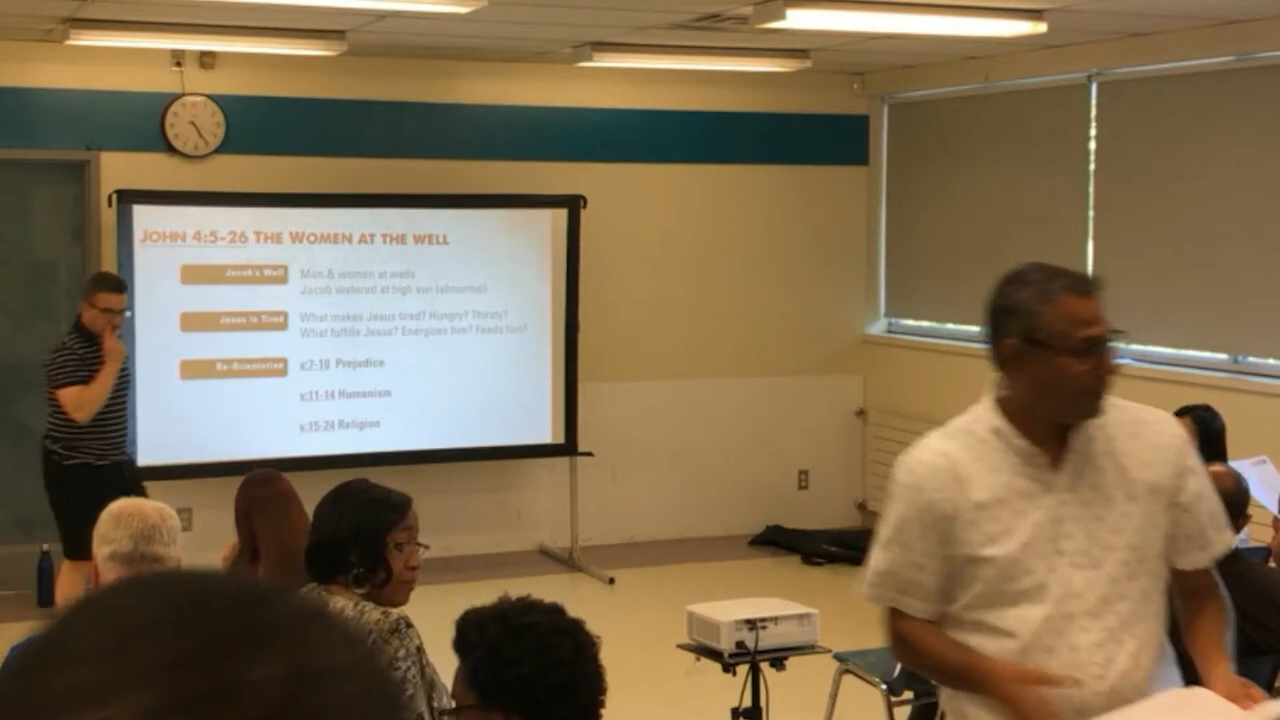 JOHN 4:5-26 THE WOMEN AT THE WELL
Jacob's Well
Men & women at wells
Jacob watered at high sun (abnormal)
Jesus is Tired
What makes Jesus tired? Hungry? Thirsty?
What fulfills Jesus? Energizes him? Feeds him?
Re-Orientation
v:7-10 Prejudice
v:11-14 Humanism
v:15-24 Religion